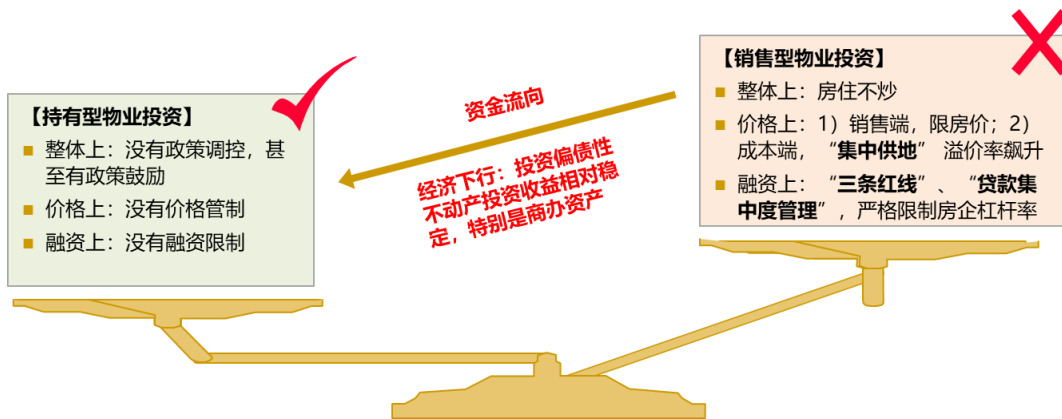 【持有型物业投资】
整体上：没有政策调控，甚
至有政策鼓励
价格上：没有价格管制
融资上：没有融资限制
资金流向
经济下行：投资偏债性
不动产投资收益相对稳
定，特别是商办资产
【销售型物业投资】
整体上：房住不炒
价格上：1）销售端，限房价；2）
成本端，“集中供地” 溢价率飙升
融资上：“三条红线”、“贷款集
中度管理”，严格限制房企杠杆率